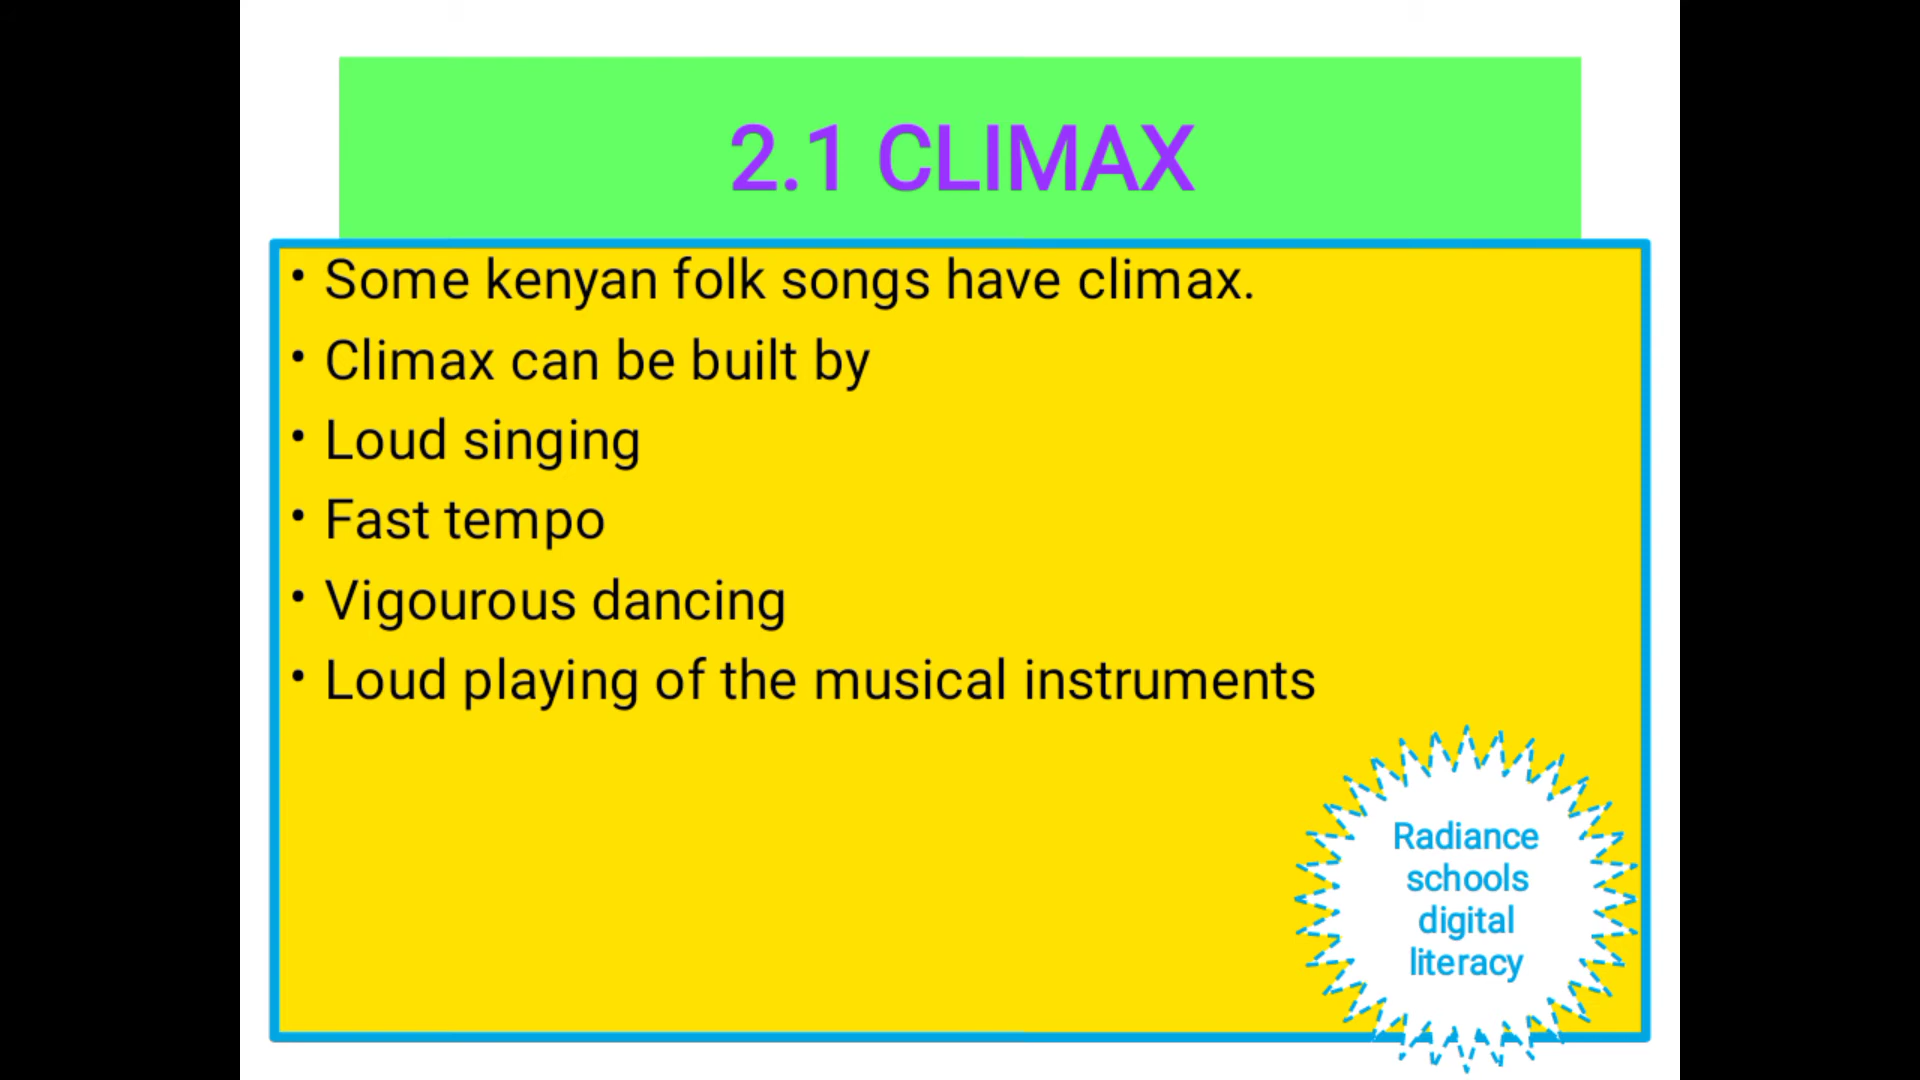 2.1 CLIMAX
• Some kenyan folk songs have climax.
• Climax can be built by
• Loud singing
• Fast tempo
• Vigourous dancing
• Loud playing of the musical instruments
Radiance
schools
digital
literacy